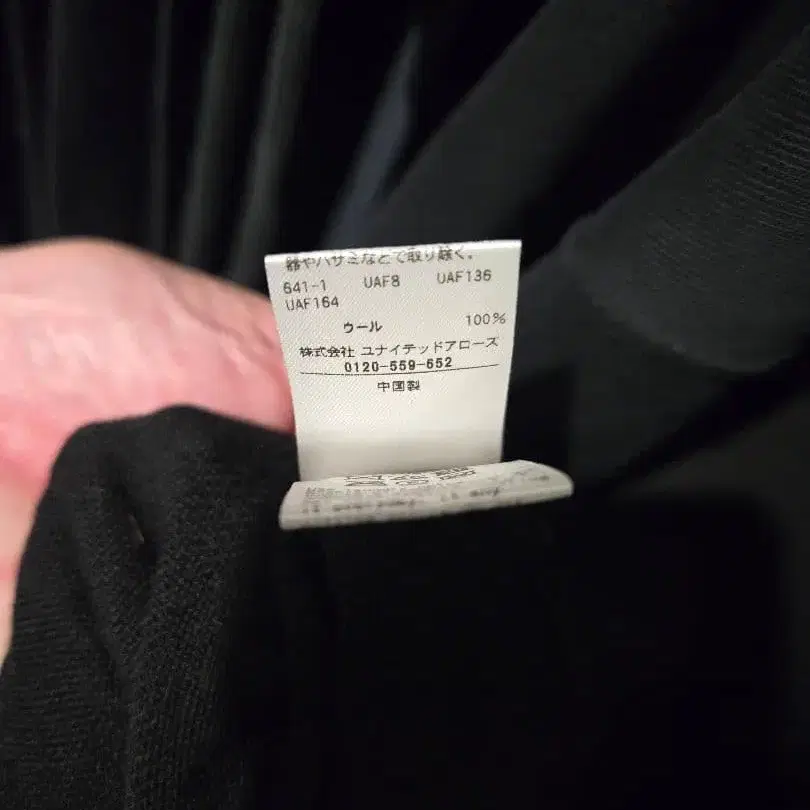 器やハサミなどで取り除く。
641-1 UAF8 UAF136
UAF164
ウール 100%
株式会社 ユナイテッドアローズ
0120-559-652
中国製